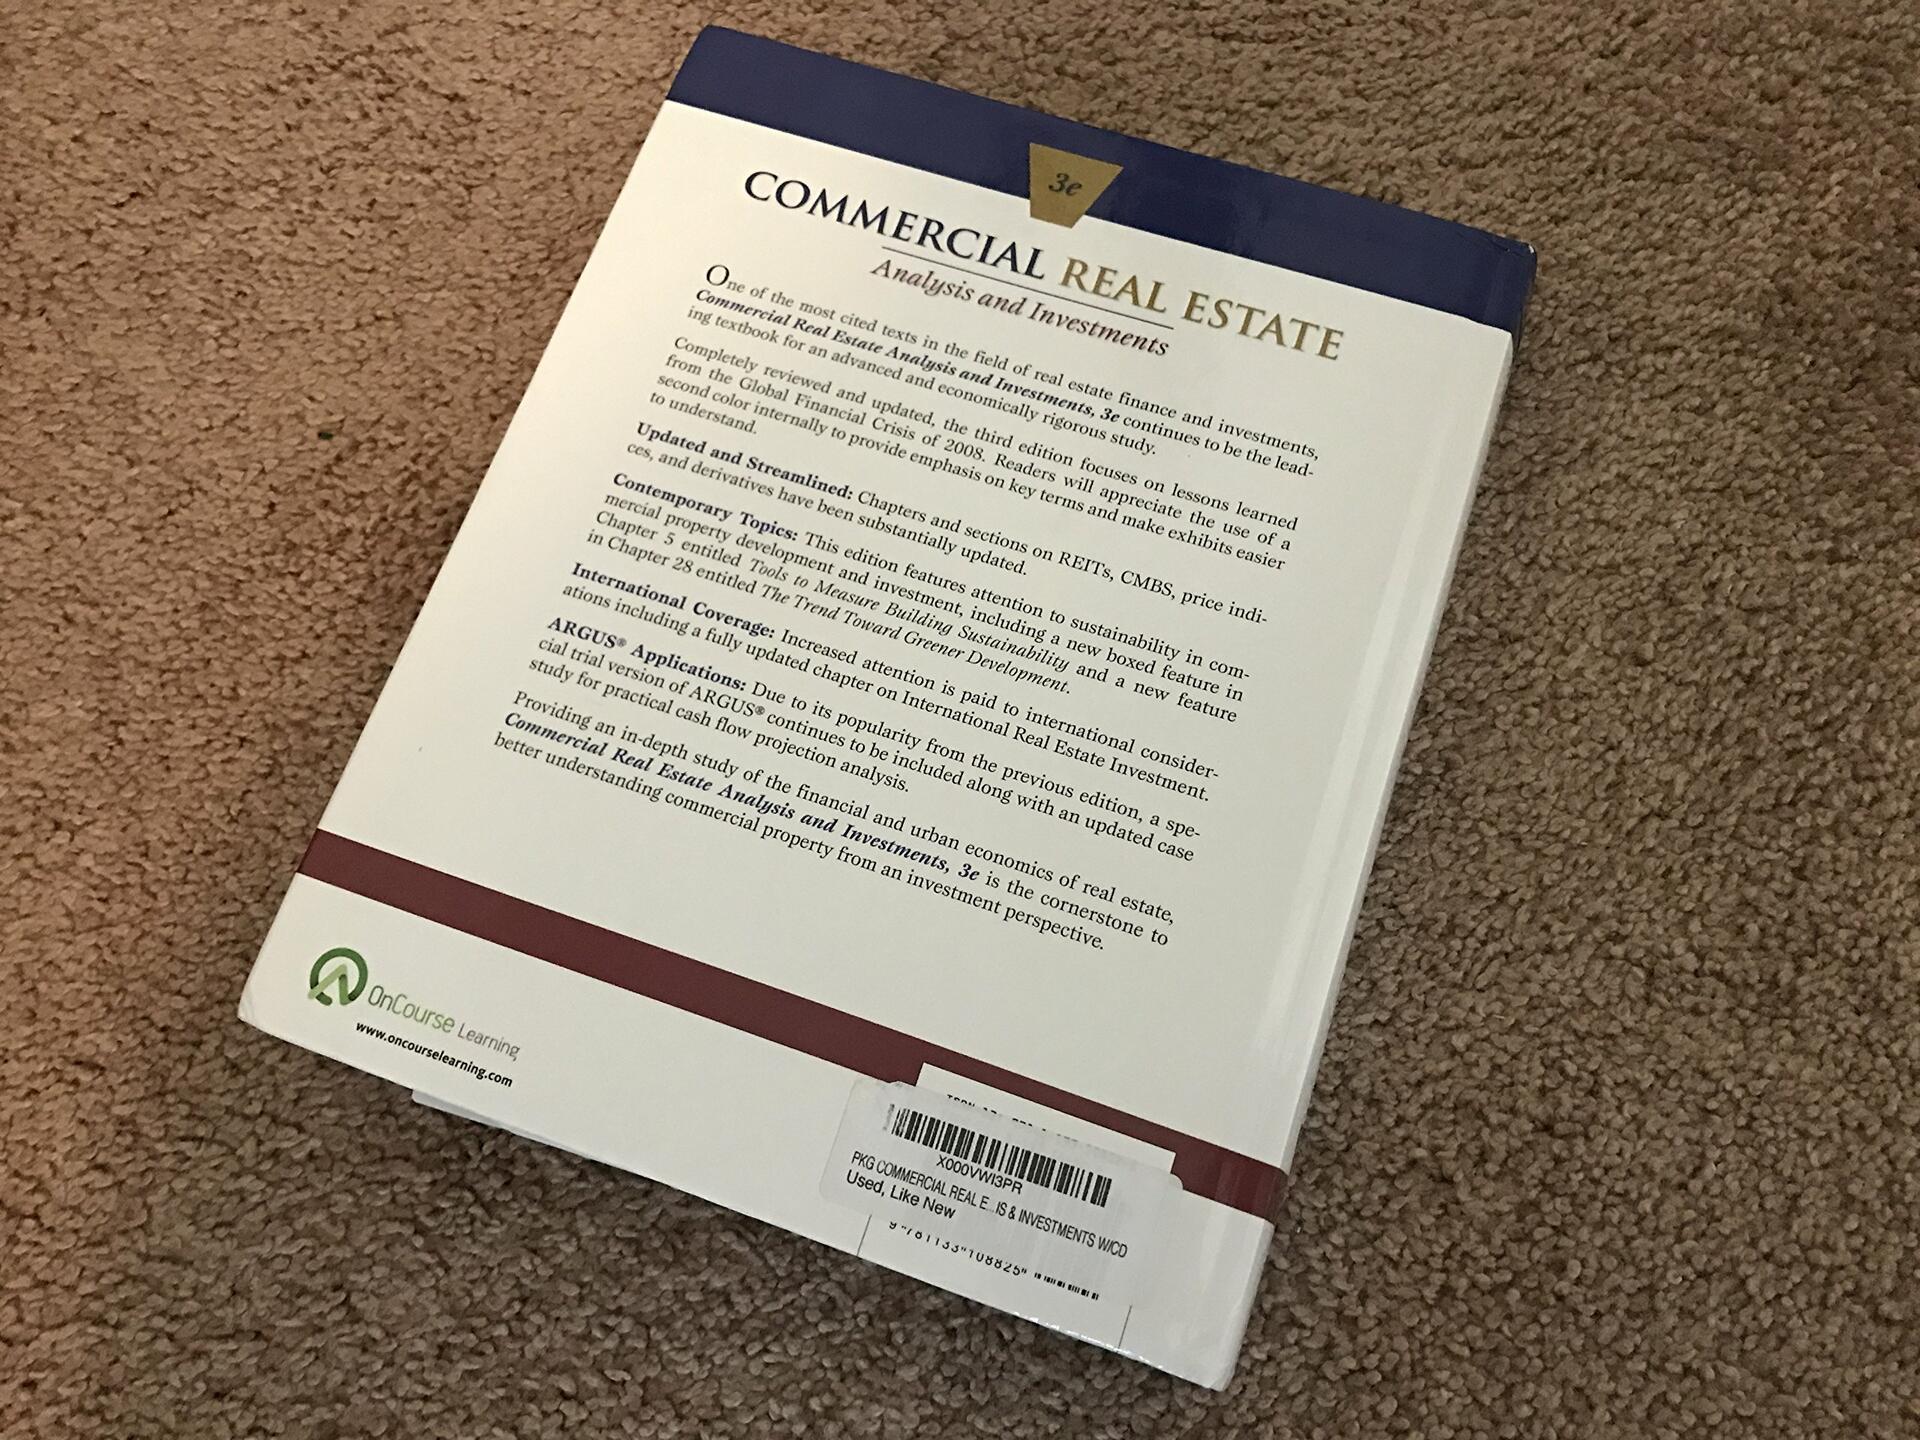 3e
COMMERCIAL REAL ESTATE
Analysis and Investments
One of the most cited texts in the field of real estate finance and investments,
Commercial Real Estate Analysis and Investments, 3e continues to be the lead-
ing textbook for an advanced and economically rigorous study.
Completely reviewed and updated, the third edition focuses on lessons learned
from the Global Financial Crisis of 2008. Readers will appreciate the use of a
second color internally to provide emphasis on key terms and make exhibits easier
to understand.
Updated and Streamlined: Chapters and sections on REITs, CMBS, price indi-
ces, and derivatives have been substantially updated.
Contemporary Topics: This edition features attention to sustainability in com-
mercial property development and investment, including a new boxed feature in
Chapter 5 entitled Tools to Measure Building Sustainability and a new feature
in Chapter 28 entitled The Trend Toward Greener Development.
International Coverage: Increased attention is paid to international consider-
ations including a fully updated chapter on International Real Estate Investment.
ARGUS® Applications: Due to its popularity from the previous edition, a spe-
cial trial version of ARGUS® continues to be included along with an updated case
study for practical cash flow projection analysis.
Providing an in-depth study of the financial and urban economics of real estate,
Commercial Real Estate Analysis and Investments, 3e is the cornerstone to
better understanding commercial property from an investment perspective.
OnCourse Learning
www.oncourselearning.com
X000VWI3PR
PKG COMMERCIAL REAL E...IS & INVESTMENTS W/CD
Used, Like New
9 781133 108825